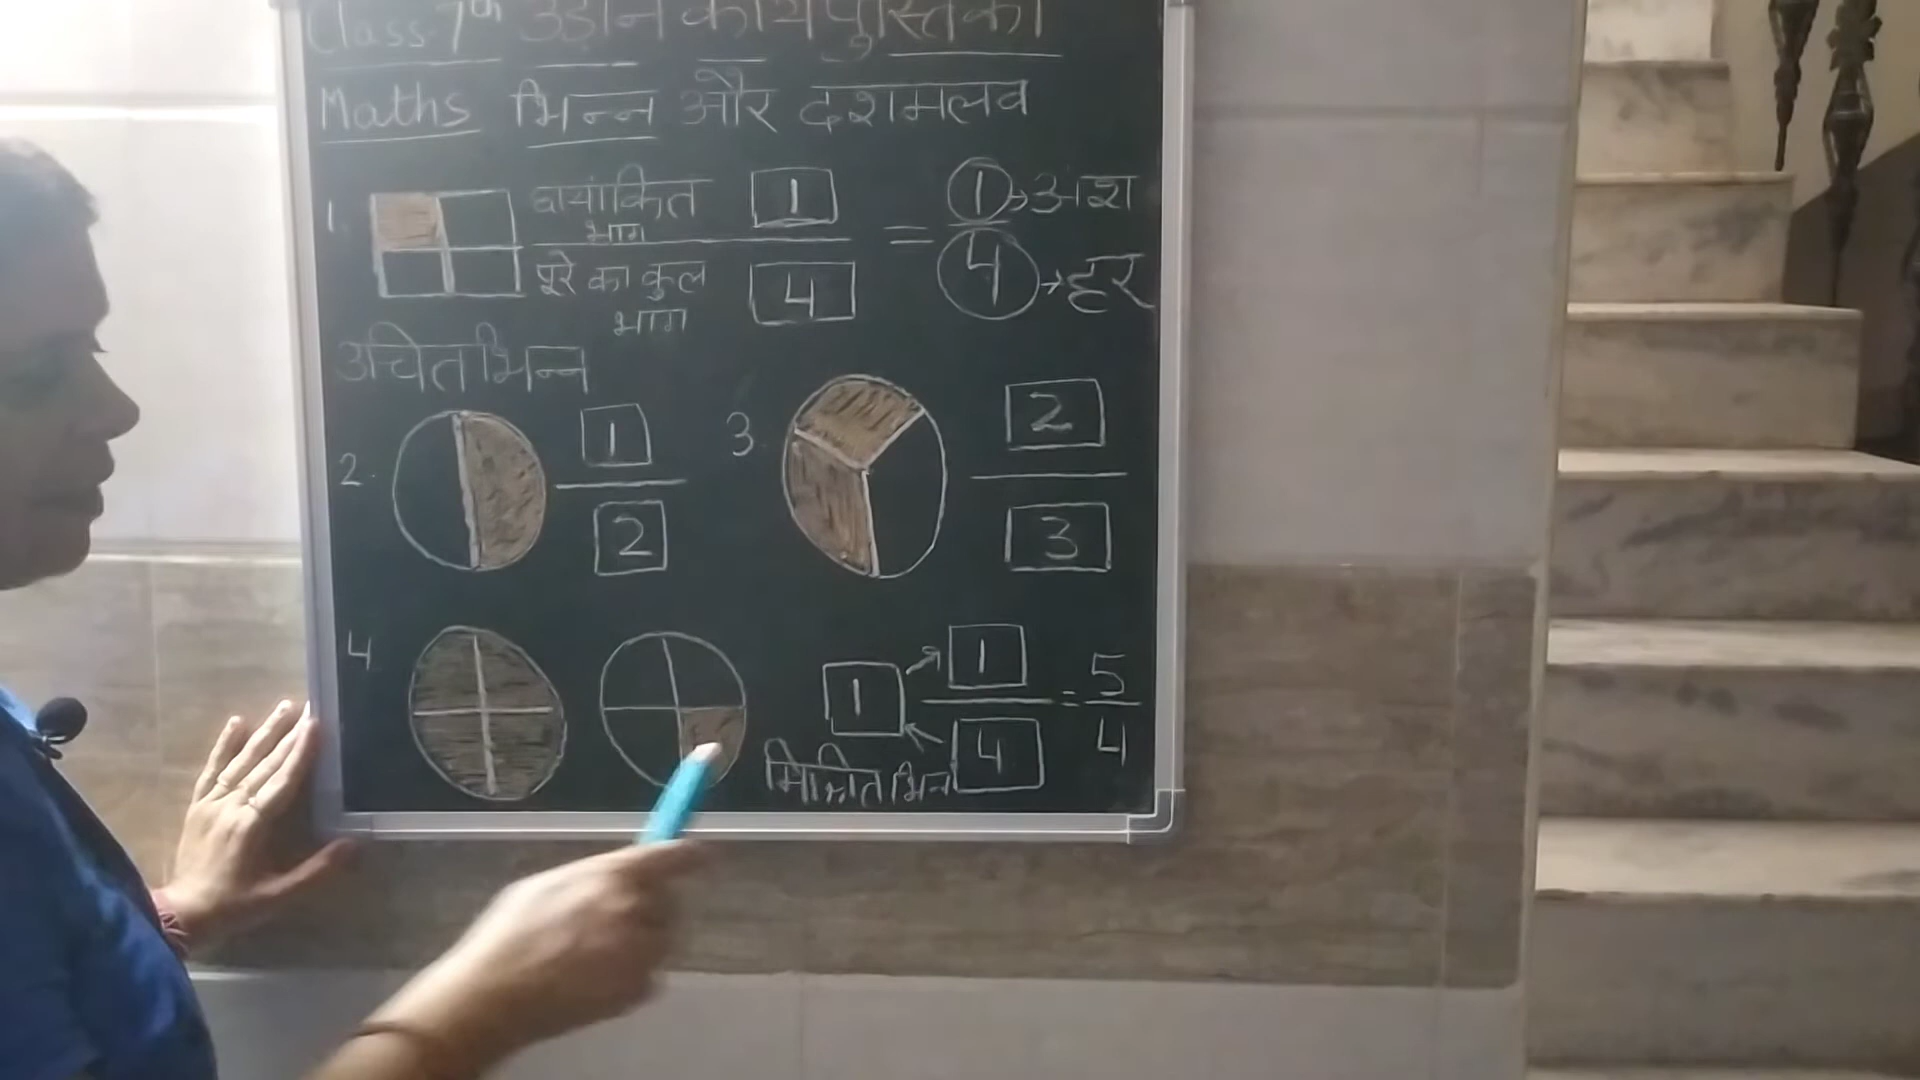 Class 7th उड़ान कार्यपुस्तिका
Maths भिन्न और दशमलव
1. छायांकित भाग 1 = 1 → अंश
पूरे का कुल भाग 4 4 → हर
उचित भिन्न
2. 1
2
3. 2
3
4 1 1 = 5
4 4
मिश्रित भिन्न